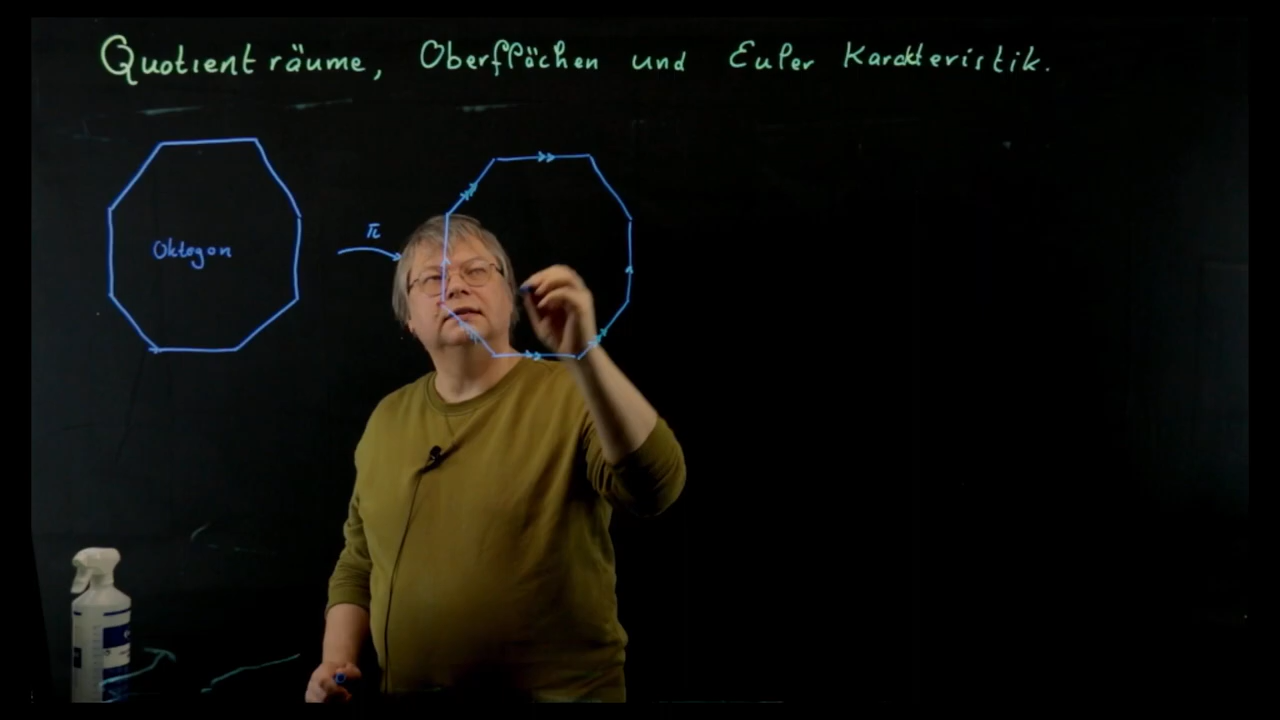 Quotienträume, Oberflächen und Euler Karakteristik.
Oktogon
π